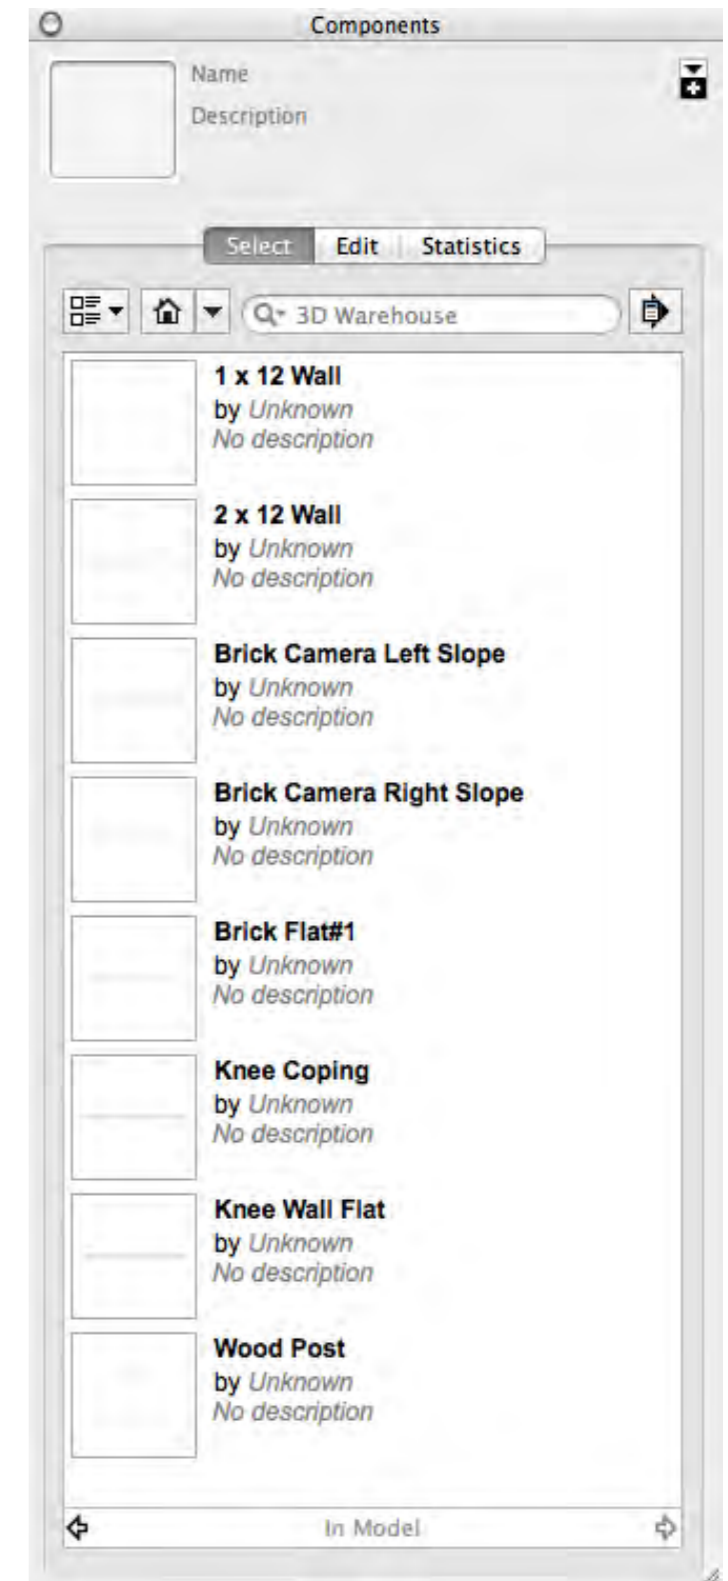 Components
Name
Description
Select Edit Statistics
3D Warehouse
1 x 12 Wall
by Unknown
No description
2 x 12 Wall
by Unknown
No description
Brick Camera Left Slope
by Unknown
No description
Brick Camera Right Slope
by Unknown
No description
Brick Flat#1
by Unknown
No description
Knee Coping
by Unknown
No description
Knee Wall Flat
by Unknown
No description
Wood Post
by Unknown
No description
In Model